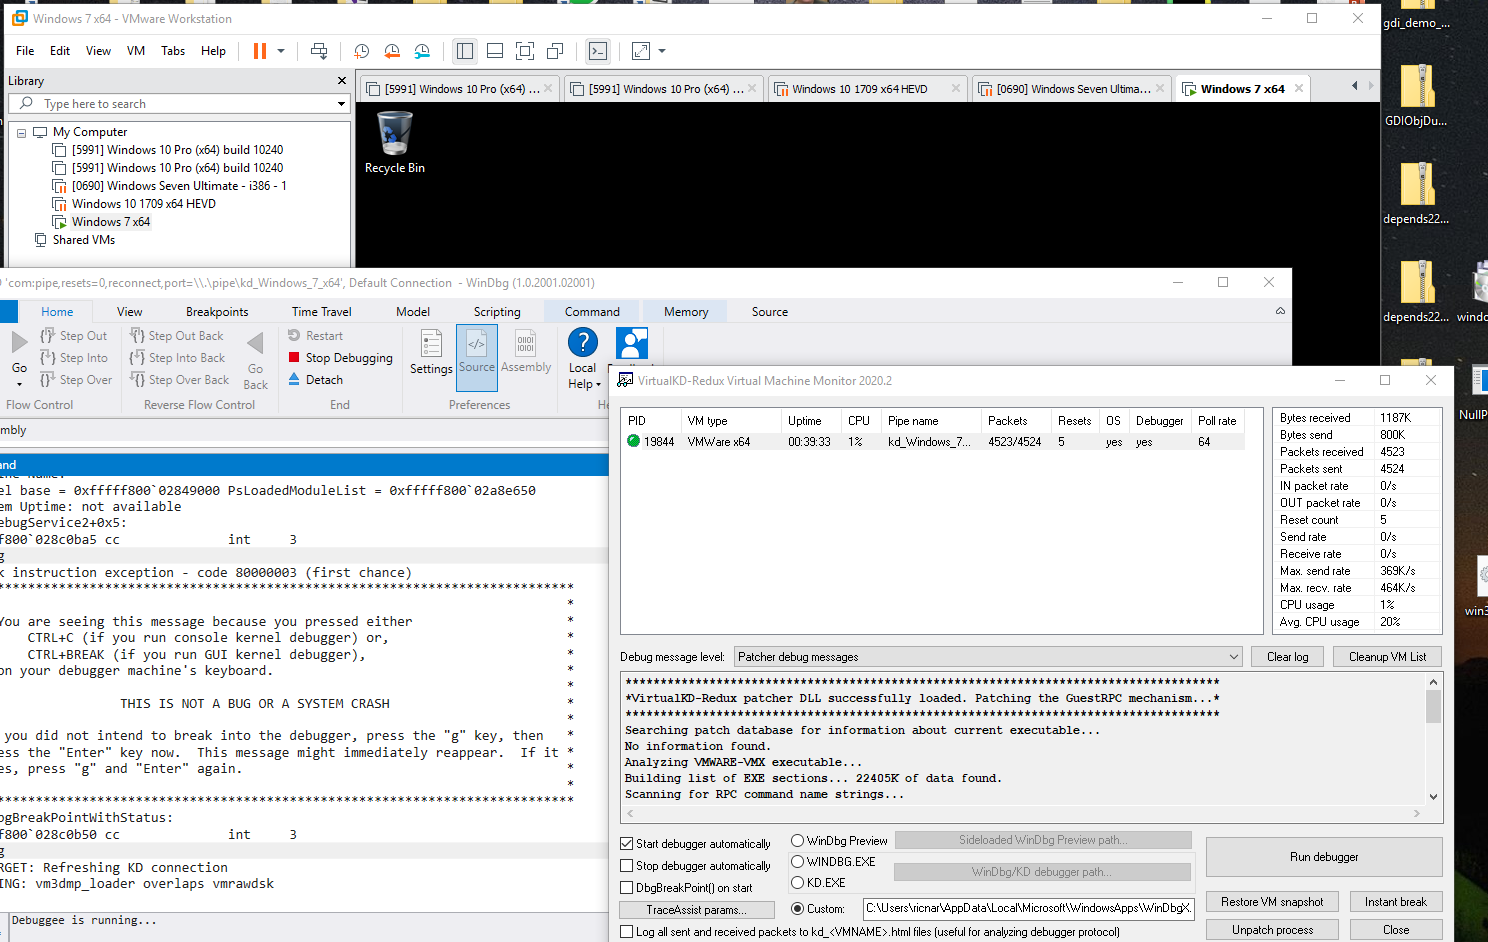 Windows 7 x64 - VMware Workstation
File Edit View VM Tabs Help
Library
Type here to search
My Computer
[5991] Windows 10 Pro (x64) build 10240
[5991] Windows 10 Pro (x64) build 10240
[0690] Windows Seven Ultimate - i386 - 1
Windows 10 1709 x64 HEVD
Windows 7 x64
Shared VMs
[5991] Windows 10 Pro (x64) ...
[5991] Windows 10 Pro (x64) ...
Windows 10 1709 x64 HEVD
[0690] Windows Seven Ultima...
Windows 7 x64
Recycle Bin
gdi_demo_...
GDIObjDu...
depends22...
depends22...
windo
NullP
win3
'com:pipe,resets=0,reconnect,port=\\.\pipe\kd_Windows_7_x64', Default Connection - WinDbg (1.0.2001.02001)
Home View Breakpoints Time Travel Model Scripting Command Memory Source
Go
Step Out
Step Into
Step Over
Flow Control
Step Out Back
Step Into Back
Step Over Back
Go Back
Reverse Flow Control
Restart
Stop Debugging
Detach
End
Settings
Source
Assembly
Preferences
Local Help
He
mbly
and
el base = 0xfffff800`02849000 PsLoadedModuleList = 0xfffff800`02a8e650
em Uptime: not available
ebugService2+0x5:
f800`028c0ba5 cc int 3
g
k instruction exception - code 80000003 (first chance)
*****************************************************************************
*
You are seeing this message because you pressed either *
CTRL+C (if you run console kernel debugger) or, *
CTRL+BREAK (if you run GUI kernel debugger), *
on your debugger machine's keyboard. *
*
THIS IS NOT A BUG OR A SYSTEM CRASH *
*
you did not intend to break into the debugger, press the "g" key, then *
ess the "Enter" key now. This message might immediately reappear. If it *
es, press "g" and "Enter" again. *
*
*****************************************************************************
bgBreakPointWithStatus:
f800`028c0b50 cc int 3
g
RGET: Refreshing KD connection
ING: vm3dmp_loader overlaps vmrawdsk
Debuggee is running...
VirtualKD-Redux Virtual Machine Monitor 2020.2
PID VM type Uptime CPU Pipe name Packets Resets OS Debugger Poll rate
19844 VMWare x64 00:39:33 1% kd_Windows_7... 4523/4524 5 yes yes 64
Bytes received 1187K
Bytes send 800K
Packets received 4523
Packets sent 4524
IN packet rate 0/s
OUT packet rate 0/s
Reset count 5
Send rate 0/s
Receive rate 0/s
Max. send rate 369K/s
Max. recv. rate 464K/s
CPU usage 1%
Avg. CPU usage 20%
Debug message level: Patcher debug messages Clear log Cleanup VM List
***********************************************************************************
*VirtualKD-Redux patcher DLL successfully loaded. Patching the GuestRPC mechanism...*
***********************************************************************************
Searching patch database for information about current executable...
No information found.
Analyzing VMWARE-VMX executable...
Building list of EXE sections... 22405K of data found.
Scanning for RPC command name strings...
Start debugger automatically
Stop debugger automatically
DbgBreakPoint() on start
TraceAssist params...
WinDbg Preview Sideloaded WinDbg Preview path...
WINDBG.EXE
KD.EXE
WinDbg/KD debugger path...
Custom: C:\Users\ricnar\AppData\Local\Microsoft\WindowsApps\WinDbgX.
Run debugger
Restore VM snapshot Instant break
Unpatch process Close
Log all sent and received packets to kd_<VMNAME>.html files (useful for analyzing debugger protocol)